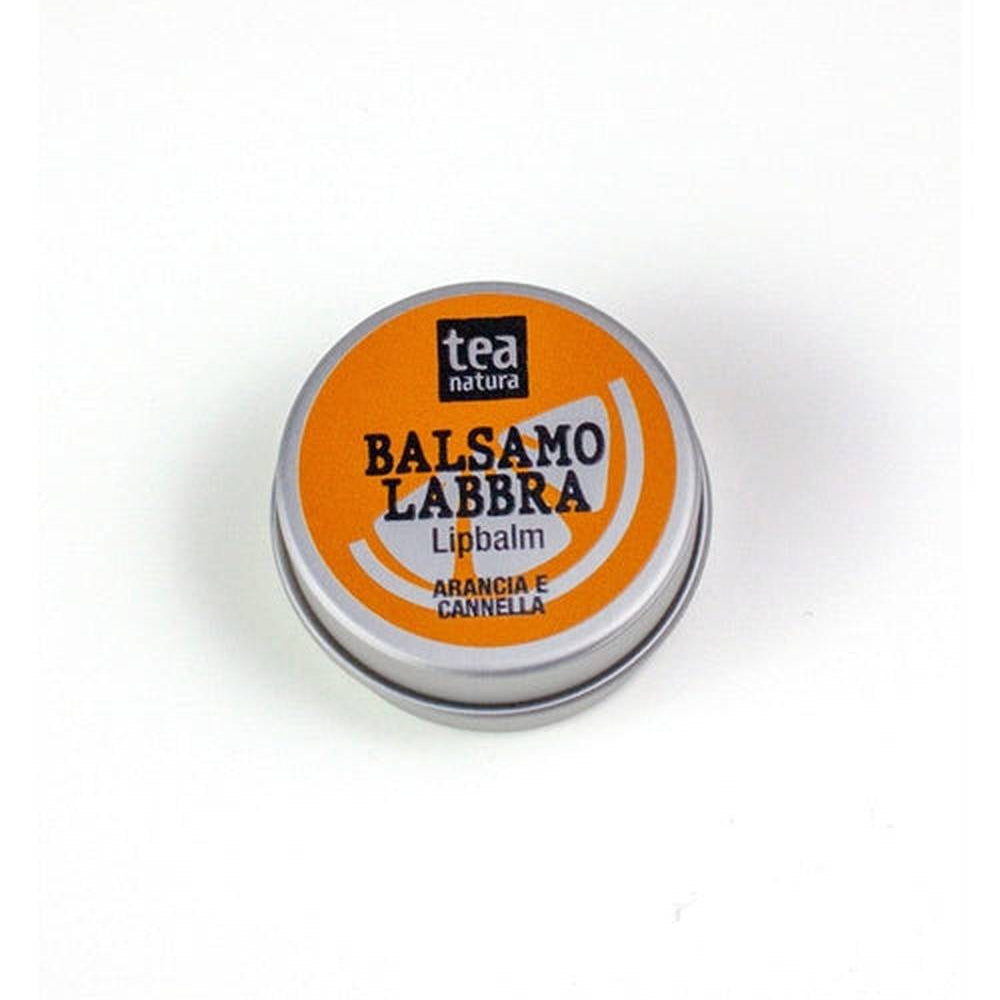 tea
natura
BALSAMO
LABBRA
Lipbalm
ARANCIA E
CANNELLA